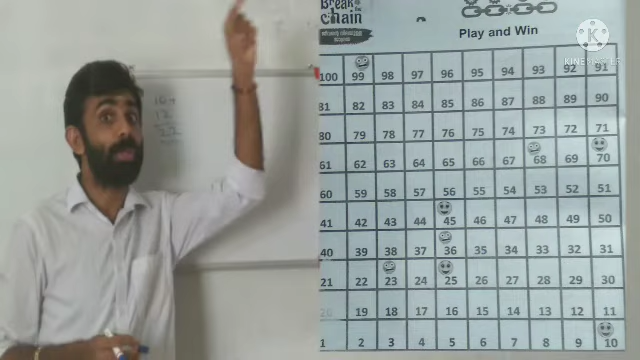 Break
the
chain
Play and Win
KINEMASTER
10+
12
22
100 99 98 97 96 95 94 93 92 91
81 82 83 84 85 86 87 88 89 90
80 79 78 77 76 75 74 73 72 71
61 62 63 64 65 66 67 68 69 70
60 59 58 57 56 55 54 53 52 51
41 42 43 44 45 46 47 48 49 50
40 39 38 37 36 35 34 33 32 31
21 22 23 24 25 26 27 28 29 30
20 19 18 17 16 15 14 13 12 11
1 2 3 4 5 6 7 8 9 10